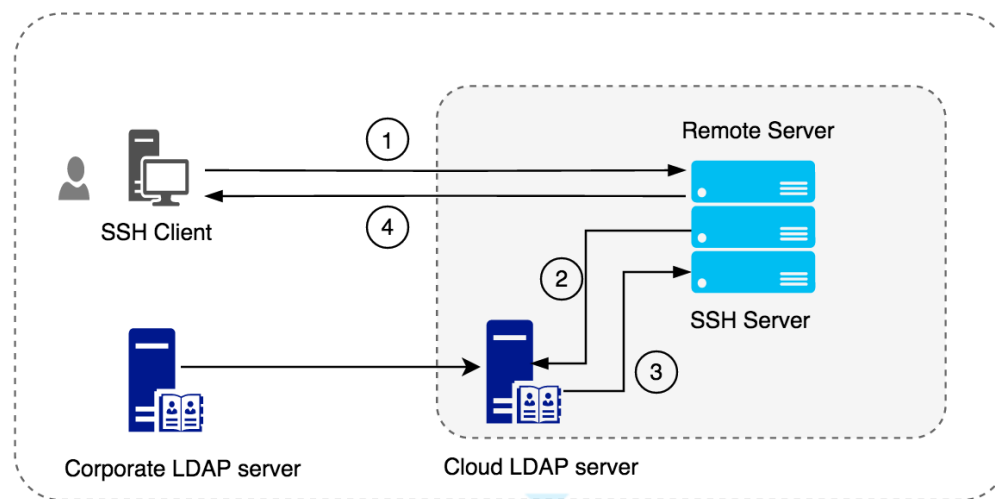 1
Remote Server
SSH Client
4
2
SSH Server
3
Corporate LDAP server
Cloud LDAP server